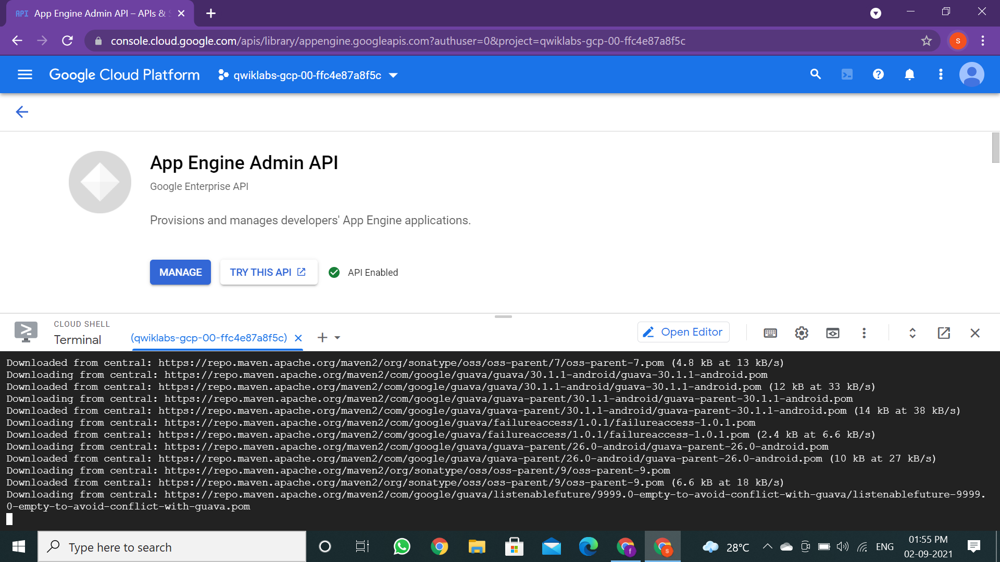 API App Engine Admin API – APIs &
console.cloud.google.com/apis/library/appengine.googleapis.com?authuser=0&project=qwiklabs-gcp-00-ffc4e87a8f5c
s
Google Cloud Platform
qwiklabs-gcp-00-ffc4e87a8f5c
App Engine Admin API
Google Enterprise API
Provisions and manages developers' App Engine applications.
MANAGE
TRY THIS API
API Enabled
CLOUD SHELL
Terminal
(qwiklabs-gcp-00-ffc4e87a8f5c)
Open Editor
Downloaded from central: https://repo.maven.apache.org/maven2/org/sonatype/oss/oss-parent/7/oss-parent-7.pom (4.8 kB at 13 kB/s)
Downloading from central: https://repo.maven.apache.org/maven2/com/google/guava/guava/30.1.1-android/guava-30.1.1-android.pom
Downloaded from central: https://repo.maven.apache.org/maven2/com/google/guava/guava/30.1.1-android/guava-30.1.1-android.pom (12 kB at 33 kB/s)
Downloading from central: https://repo.maven.apache.org/maven2/com/google/guava/guava-parent/30.1.1-android/guava-parent-30.1.1-android.pom
Downloaded from central: https://repo.maven.apache.org/maven2/com/google/guava/guava-parent/30.1.1-android/guava-parent-30.1.1-android.pom (14 kB at 38 kB/s)
Downloading from central: https://repo.maven.apache.org/maven2/com/google/guava/failureaccess/1.0.1/failureaccess-1.0.1.pom
Downloaded from central: https://repo.maven.apache.org/maven2/com/google/guava/failureaccess/1.0.1/failureaccess-1.0.1.pom (2.4 kB at 6.6 kB/s)
Downloading from central: https://repo.maven.apache.org/maven2/com/google/guava/guava-parent/26.0-android/guava-parent-26.0-android.pom
Downloaded from central: https://repo.maven.apache.org/maven2/com/google/guava/guava-parent/26.0-android/guava-parent-26.0-android.pom (10 kB at 27 kB/s)
Downloading from central: https://repo.maven.apache.org/maven2/org/sonatype/oss/oss-parent/9/oss-parent-9.pom
Downloaded from central: https://repo.maven.apache.org/maven2/org/sonatype/oss/oss-parent/9/oss-parent-9.pom (6.6 kB at 18 kB/s)
Downloading from central: https://repo.maven.apache.org/maven2/com/google/guava/listenablefuture/9999.0-empty-to-avoid-conflict-with-guava/listenablefuture-9999.
0-empty-to-avoid-conflict-with-guava.pom
Type here to search
f
s
28°C
ENG
01:55 PM
02-09-2021